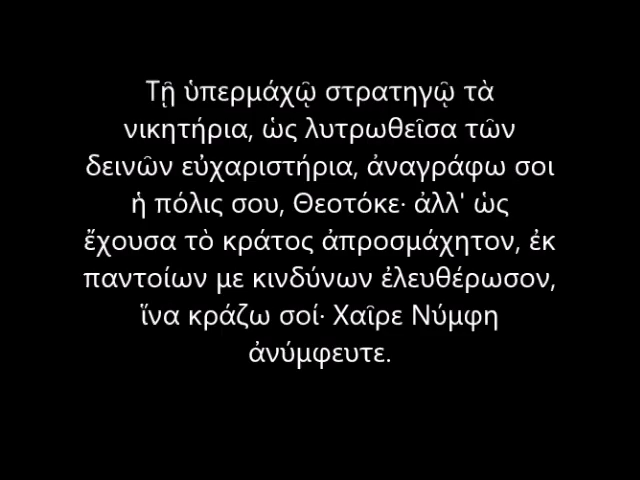 Τῇ ὑπερμάχῳ στρατηγῷ τὰ
νικητήρια, ὡς λυτρωθεῖσα τῶν
δεινῶν εὐχαριστήρια, ἀναγράφω σοι
ἡ πόλις σου, Θεοτόκε· ἀλλ' ὡς
ἔχουσα τὸ κράτος ἀπροσμάχητον, ἐκ
παντοίων με κινδύνων ἐλευθέρωσον,
ἵνα κράζω σοί· Χαῖρε Νύμφη
ἀνύμφευτε.